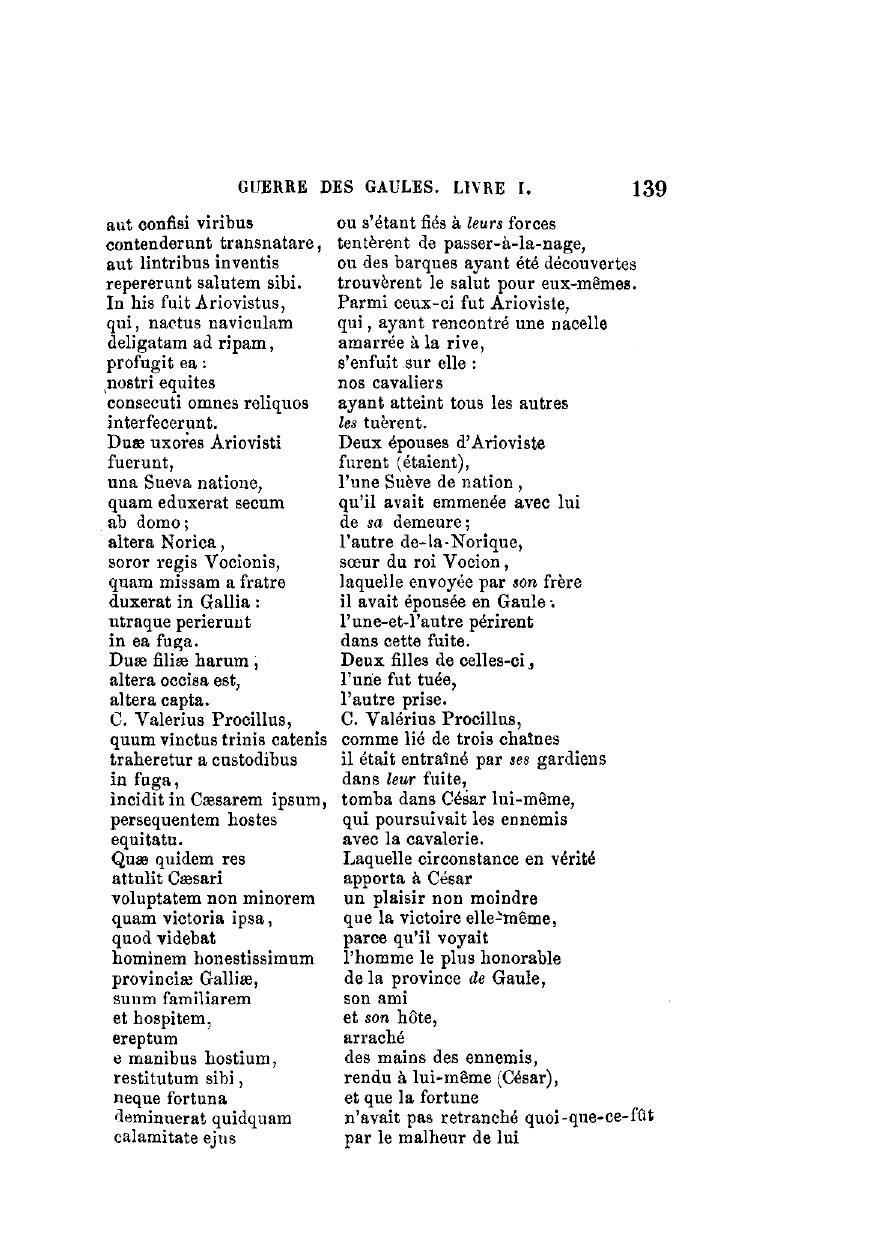 GUERRE DES GAULES. LIVRE I. 139
aut confisi viribus ou s'étant fiés à leurs forces
contenderunt transnatare, tentèrent de passer-à-la-nage,
aut lintribus inventis ou des barques ayant été découvertes
repererunt salutem sibi. trouvèrent le salut pour eux-mêmes.
In his fuit Ariovistus, Parmi ceux-ci fut Arioviste,
qui, nactus naviculam qui, ayant rencontré une nacelle
deligatam ad ripam, amarrée à la rive,
profugit ea : s'enfuit sur elle :
nostri equites nos cavaliers
consecuti omnes reliquos ayant atteint tous les autres
interfecerunt. les tuèrent.
Duæ uxores Ariovisti Deux épouses d'Arioviste
fuerunt, furent (étaient),
una Sueva natione, l'une Suève de nation,
quam eduxerat secum qu'il avait emmenée avec lui
ab domo; de sa demeure;
altera Norica, l'autre de-la-Norique,
soror regis Vocionis, sœur du roi Vocion,
quam missam a fratre laquelle envoyée par son frère
duxerat in Gallia : il avait épousée en Gaule :
utraque perierunt l'une-et-l'autre périrent
in ea fuga. dans cette fuite.
Duæ filiæ harum, Deux filles de celles-ci,
altera occisa est, l'une fut tuée,
altera capta. l'autre prise.
C. Valerius Procillus, C. Valérius Procillus,
quum vinctus trinis catenis comme lié de trois chaînes
traheretur a custodibus il était entraîné par ses gardiens
in fuga, dans leur fuite,
incidit in Cæsarem ipsum, tomba dans César lui-même,
persequentem hostes qui poursuivait les ennemis
equitatu. avec la cavalerie.
Quæ quidem res Laquelle circonstance en vérité
attulit Cæsari apporta à César
voluptatem non minorem un plaisir non moindre
quam victoria ipsa, que la victoire elle-même,
quod videbat parce qu'il voyait
hominem honestissimum l'homme le plus honorable
provinciæ Galliæ, de la province de Gaule,
suum familiarem son ami
et hospitem, et son hôte,
ereptum arraché
e manibus hostium, des mains des ennemis,
restitutum sibi, rendu à lui-même (César),
neque fortuna et que la fortune
deminuerat quidquam n'avait pas retranché quoi-que-ce-fût
calamitate ejus par le malheur de lui